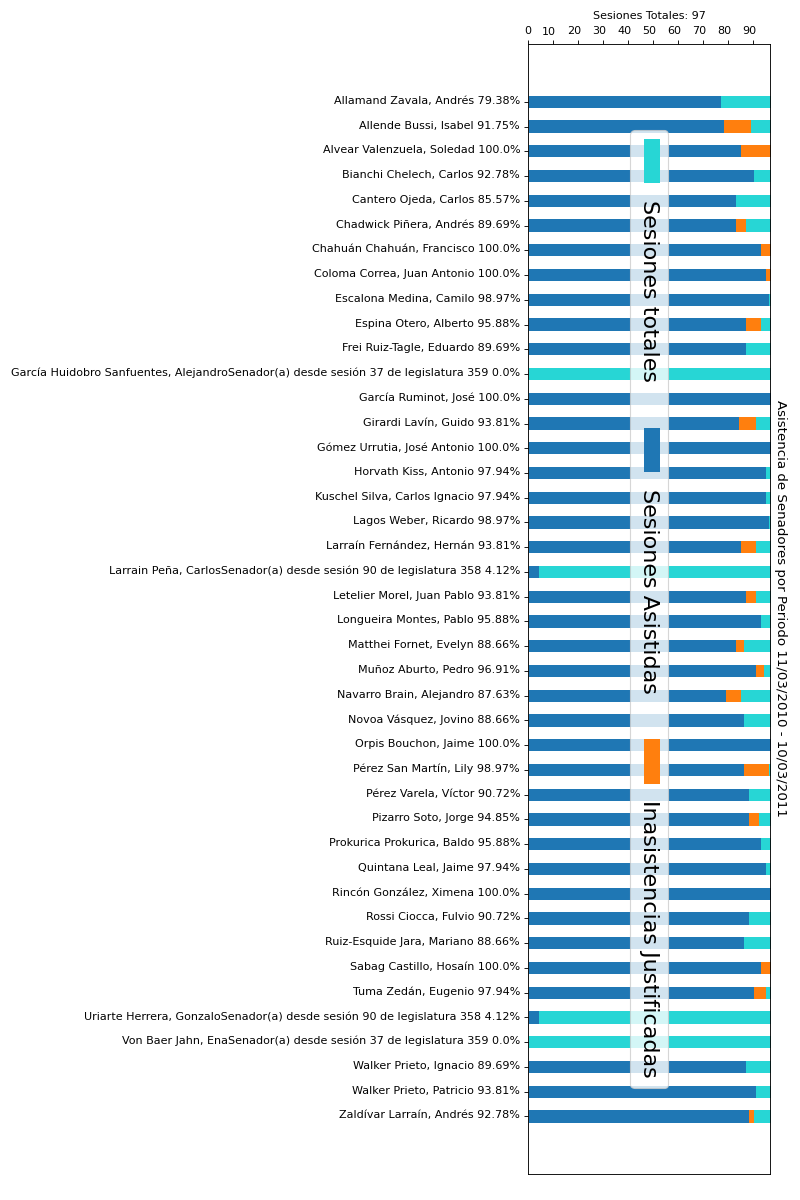 Sesiones Totales: 97
0 10 20 30 40 50 60 70 80 90
Allamand Zavala, Andrés 79.38%
Allende Bussi, Isabel 91.75%
Alvear Valenzuela, Soledad 100.0%
Bianchi Chelech, Carlos 92.78%
Cantero Ojeda, Carlos 85.57%
Chadwick Piñera, Andrés 89.69%
Chahuán Chahuán, Francisco 100.0%
Coloma Correa, Juan Antonio 100.0%
Escalona Medina, Camilo 98.97%
Espina Otero, Alberto 95.88%
Frei Ruiz-Tagle, Eduardo 89.69%
García Huidobro Sanfuentes, AlejandroSenador(a) desde sesión 37 de legislatura 359 0.0%
García Ruminot, José 100.0%
Girardi Lavín, Guido 93.81%
Gómez Urrutia, José Antonio 100.0%
Horvath Kiss, Antonio 97.94%
Kuschel Silva, Carlos Ignacio 97.94%
Lagos Weber, Ricardo 98.97%
Larraín Fernández, Hernán 93.81%
Larrain Peña, CarlosSenador(a) desde sesión 90 de legislatura 358 4.12%
Letelier Morel, Juan Pablo 93.81%
Longueira Montes, Pablo 95.88%
Matthei Fornet, Evelyn 88.66%
Muñoz Aburto, Pedro 96.91%
Navarro Brain, Alejandro 87.63%
Novoa Vásquez, Jovino 88.66%
Orpis Bouchon, Jaime 100.0%
Pérez San Martín, Lily 98.97%
Pérez Varela, Víctor 90.72%
Pizarro Soto, Jorge 94.85%
Prokurica Prokurica, Baldo 95.88%
Quintana Leal, Jaime 97.94%
Rincón González, Ximena 100.0%
Rossi Ciocca, Fulvio 90.72%
Ruiz-Esquide Jara, Mariano 88.66%
Sabag Castillo, Hosaín 100.0%
Tuma Zedán, Eugenio 97.94%
Uriarte Herrera, GonzaloSenador(a) desde sesión 90 de legislatura 358 4.12%
Von Baer Jahn, EnaSenador(a) desde sesión 37 de legislatura 359 0.0%
Walker Prieto, Ignacio 89.69%
Walker Prieto, Patricio 93.81%
Zaldívar Larraín, Andrés 92.78%
Sesiones totales
Sesiones Asistidas
Inasistencias Justificadas
Asistencia de Senadores por Periodo 11/03/2010 - 10/03/2011